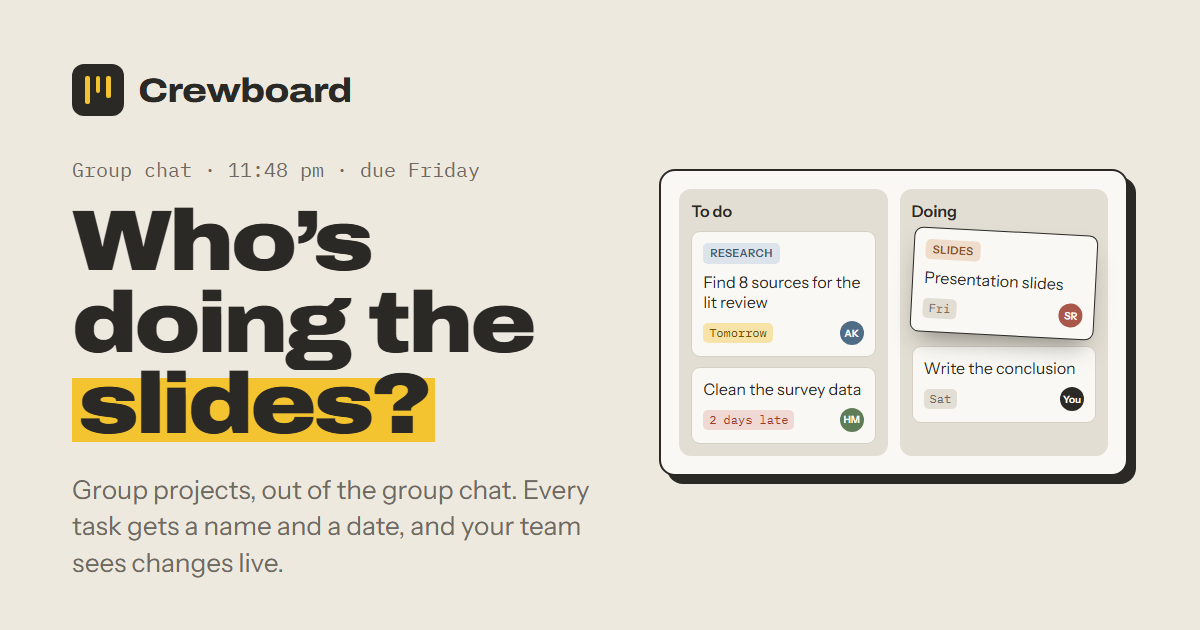 Crewboard
Group chat · 11:48 pm · due Friday
Who’s
doing the
slides?
Group projects, out of the group chat. Every
task gets a name and a date, and your team
sees changes live.
To do
RESEARCH
Find 8 sources for the
lit review
Tomorrow
AK
Clean the survey data
2 days late
HM
Doing
SLIDES
Presentation slides
Fri
SR
Write the conclusion
Sat
You